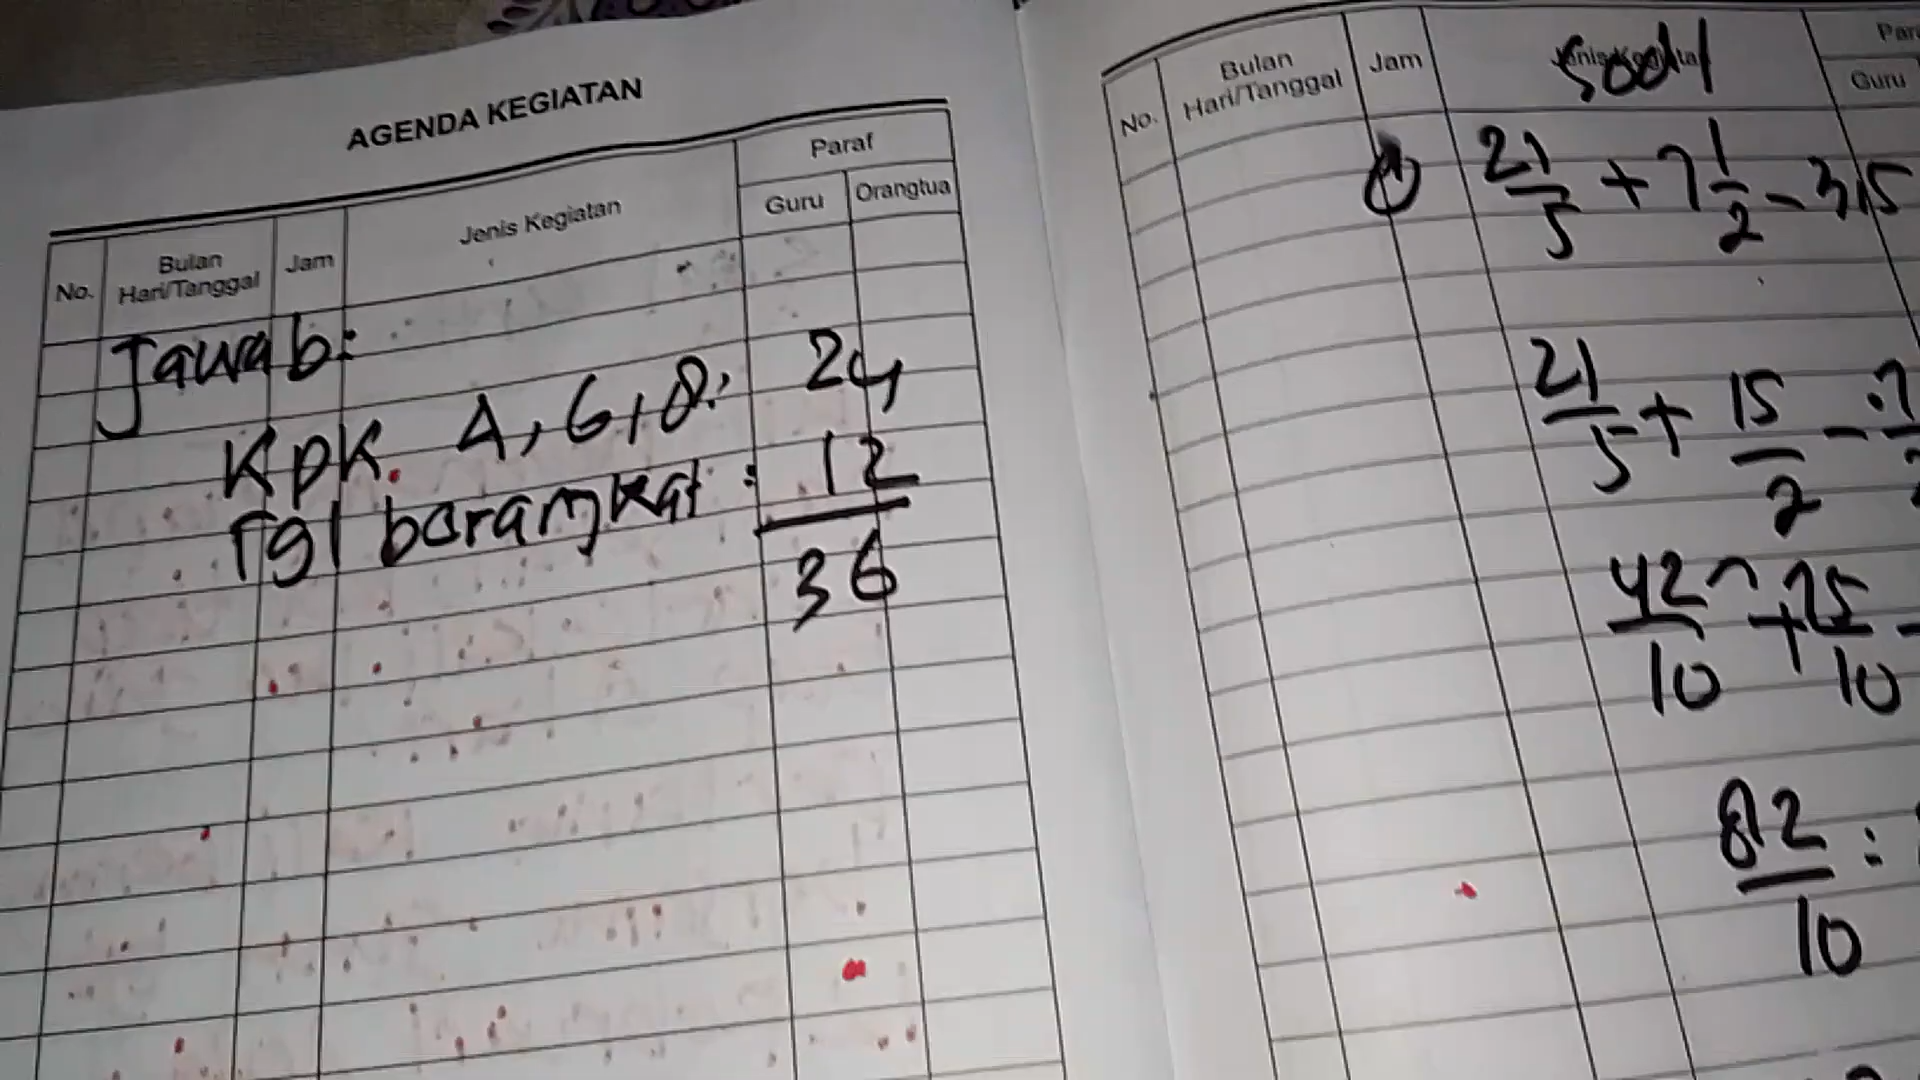 AGENDA KEGIATAN
No. Bulan Hari/Tanggal Jam Jenis Kegiatan Paraf
Guru Orangtua
Jawab:
Kpk. 4, 6, 8: 24
Tgl berangkat: 12
36
No. Bulan Hari/Tanggal Jam Soal
Guru
① 21/5 + 7 1/2 - 3,5
21/5 + 15/2 -
42/10 + 75/10 -
82/10 :